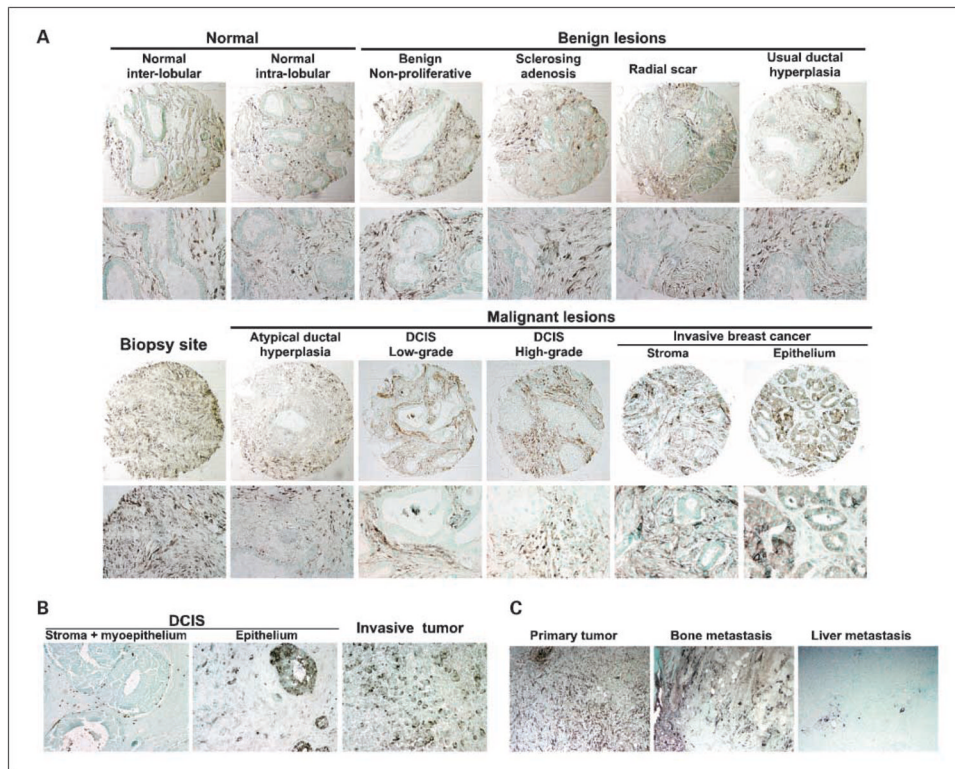 A
Normal
Benign lesions
Normal
inter-lobular
Normal
intra-lobular
Benign
Non-proliferative
Sclerosing
adenosis
Radial scar
Usual ductal
hyperplasia
Malignant lesions
Biopsy site
Atypical ductal
hyperplasia
DCIS
Low-grade
DCIS
High-grade
Invasive breast cancer
Stroma
Epithelium
B
DCIS
Stroma + myoepithelium
Epithelium
Invasive tumor
C
Primary tumor
Bone metastasis
Liver metastasis